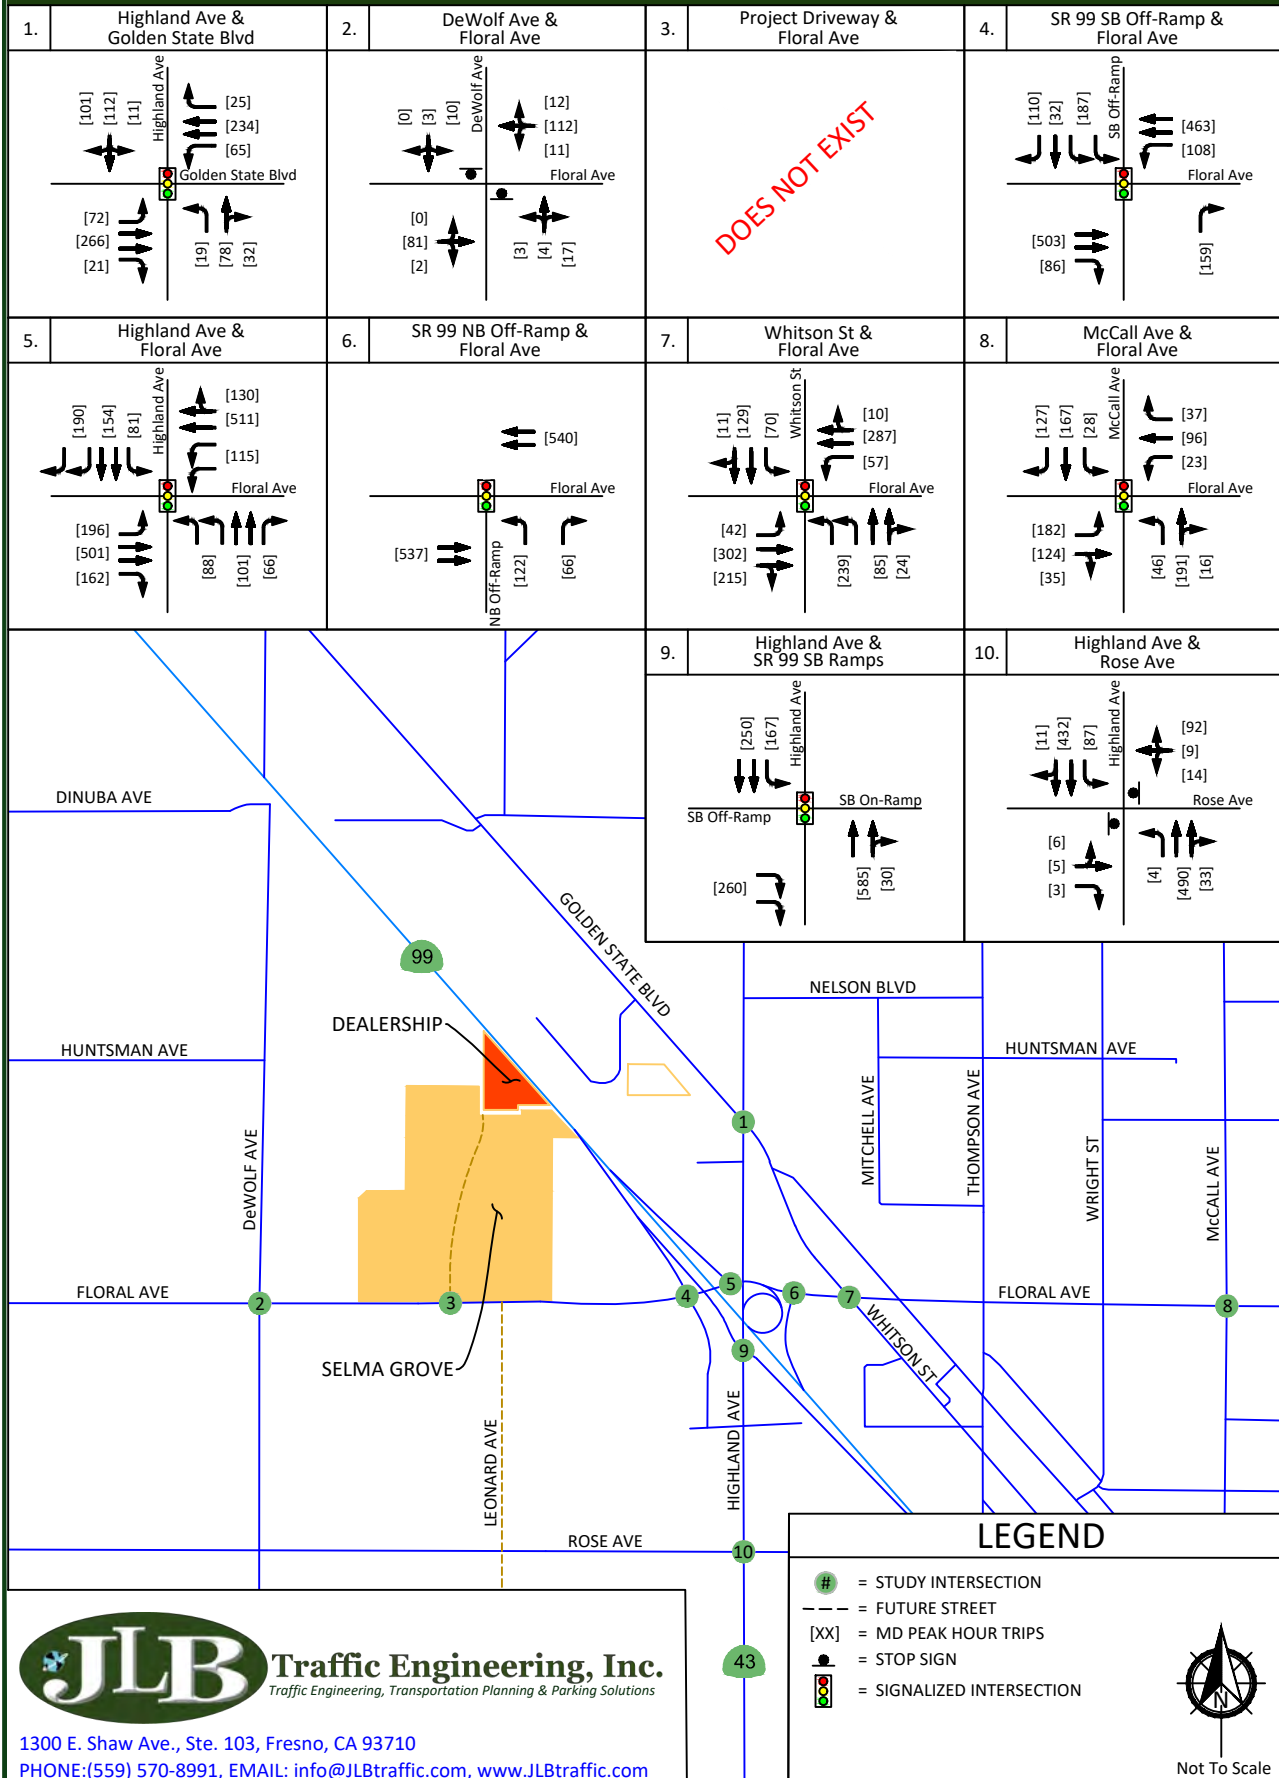 1.
Highland Ave &
Golden State Blvd
[101]
[112]
[11]
Highland Ave
[25]
[234]
[65]
Golden State Blvd
[72]
[266]
[21]
[19]
[78]
[32]
2.
DeWolf Ave &
Floral Ave
[0]
[3]
[10]
DeWolf Ave
[12]
[112]
[11]
Floral Ave
[0]
[81]
[2]
[3]
[4]
[17]
3.
Project Driveway &
Floral Ave
DOES NOT EXIST
4.
SR 99 SB Off-Ramp &
Floral Ave
[110]
[32]
[187]
SB Off-Ramp
[463]
[108]
Floral Ave
[503]
[86]
[159]
5.
Highland Ave &
Floral Ave
[190]
[154]
[81]
Highland Ave
[130]
[511]
[115]
Floral Ave
[196]
[501]
[162]
[88]
[101]
[66]
6.
SR 99 NB Off-Ramp &
Floral Ave
[540]
Floral Ave
[537]
NB Off-Ramp
[122]
[66]
7.
Whitson St &
Floral Ave
[11]
[129]
[70]
Whitson St
[10]
[287]
[57]
Floral Ave
[42]
[302]
[215]
[239]
[85]
[24]
8.
McCall Ave &
Floral Ave
[127]
[167]
[28]
McCall Ave
[37]
[96]
[23]
Floral Ave
[182]
[124]
[35]
[46]
[191]
[16]
9.
Highland Ave &
SR 99 SB Ramps
[250]
[167]
Highland Ave
SB On-Ramp
SB Off-Ramp
[260]
[585]
[30]
10.
Highland Ave &
Rose Ave
[11]
[432]
[87]
Highland Ave
[92]
[9]
[14]
Rose Ave
[6]
[5]
[3]
[4]
[490]
[33]
DINUBA AVE
GOLDEN STATE BLVD
99
NELSON BLVD
DEALERSHIP
HUNTSMAN AVE
HUNTSMAN AVE
1
MITCHELL AVE
THOMPSON AVE
WRIGHT ST
McCALL AVE
DeWOLF AVE
FLORAL AVE
2
3
4
5
6
7
FLORAL AVE
8
WHITSON ST
9
SELMA GROVE
HIGHLAND AVE
LEONARD AVE
ROSE AVE
10
43
LEGEND
# = STUDY INTERSECTION
= FUTURE STREET
[XX] = MD PEAK HOUR TRIPS
= STOP SIGN
= SIGNALIZED INTERSECTION
N
Not To Scale
JLB
Traffic Engineering, Inc.
Traffic Engineering, Transportation Planning & Parking Solutions
1300 E. Shaw Ave., Ste. 103, Fresno, CA 93710
PHONE:(559) 570-8991, EMAIL: info@JLBtraffic.com, www.JLBtraffic.com